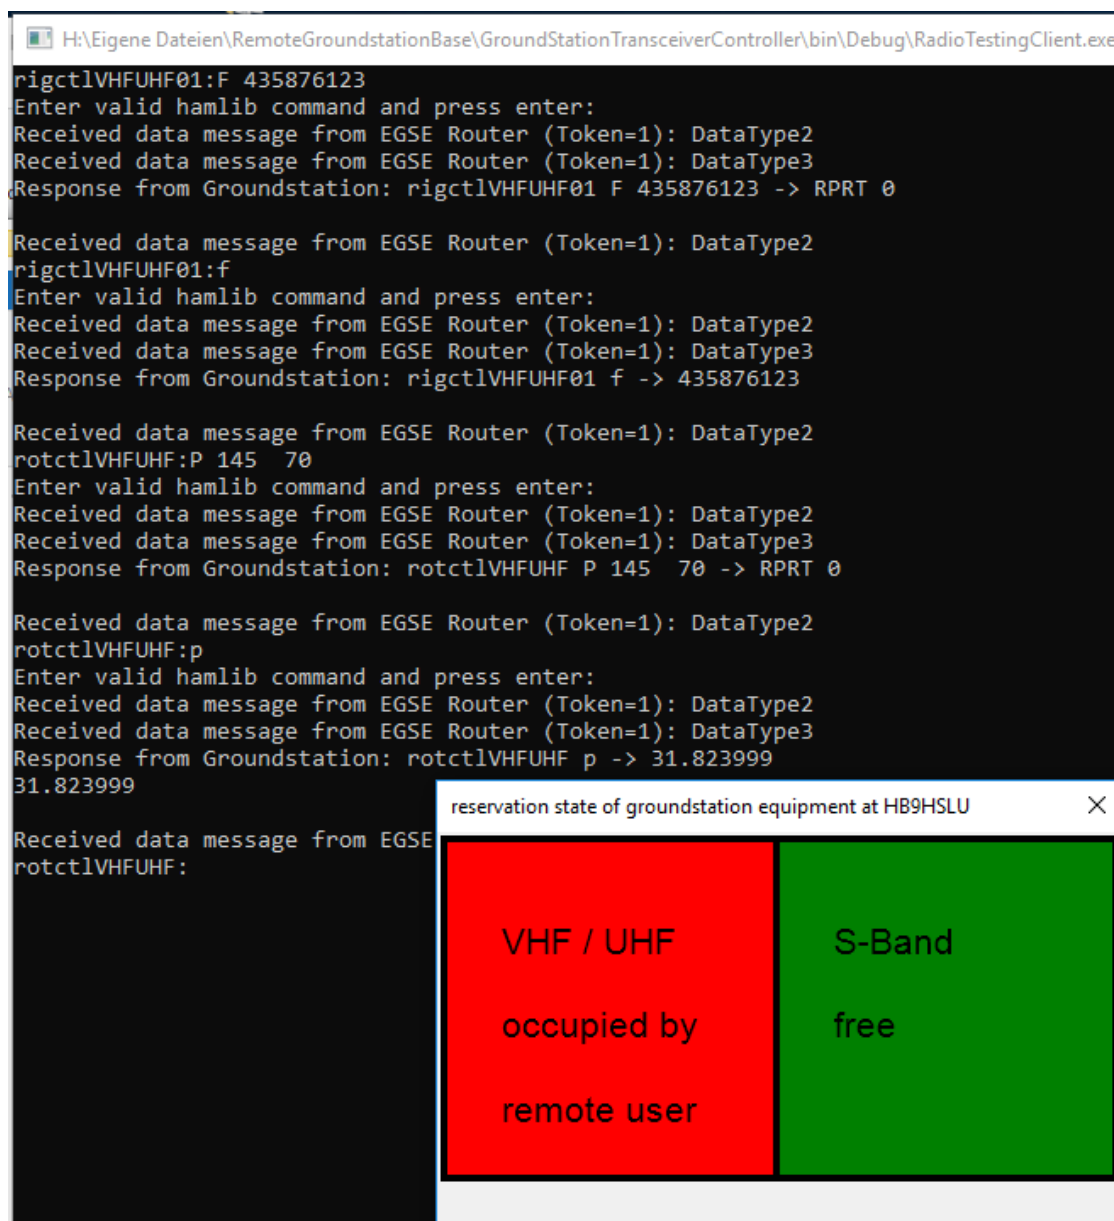 H:\Eigene Dateien\RemoteGroundstationBase\GroundStationTransceiverController\bin\Debug\RadioTestingClient.exe
rigctlVHFUHF01:F 435876123
Enter valid hamlib command and press enter:
Received data message from EGSE Router (Token=1): DataType2
Received data message from EGSE Router (Token=1): DataType3
Response from Groundstation: rigctlVHFUHF01 F 435876123 -> RPRT 0
Received data message from EGSE Router (Token=1): DataType2
rigctlVHFUHF01:f
Enter valid hamlib command and press enter:
Received data message from EGSE Router (Token=1): DataType2
Received data message from EGSE Router (Token=1): DataType3
Response from Groundstation: rigctlVHFUHF01 f -> 435876123
Received data message from EGSE Router (Token=1): DataType2
rotctlVHFUHF:P 145  70
Enter valid hamlib command and press enter:
Received data message from EGSE Router (Token=1): DataType2
Received data message from EGSE Router (Token=1): DataType3
Response from Groundstation: rotctlVHFUHF P 145  70 -> RPRT 0
Received data message from EGSE Router (Token=1): DataType2
rotctlVHFUHF:p
Enter valid hamlib command and press enter:
Received data message from EGSE Router (Token=1): DataType2
Received data message from EGSE Router (Token=1): DataType3
Response from Groundstation: rotctlVHFUHF p -> 31.823999
31.823999
Received data message from EGSE
rotctlVHFUHF:
reservation state of groundstation equipment at HB9HSLU
VHF / UHF
occupied by
remote user
S-Band
free